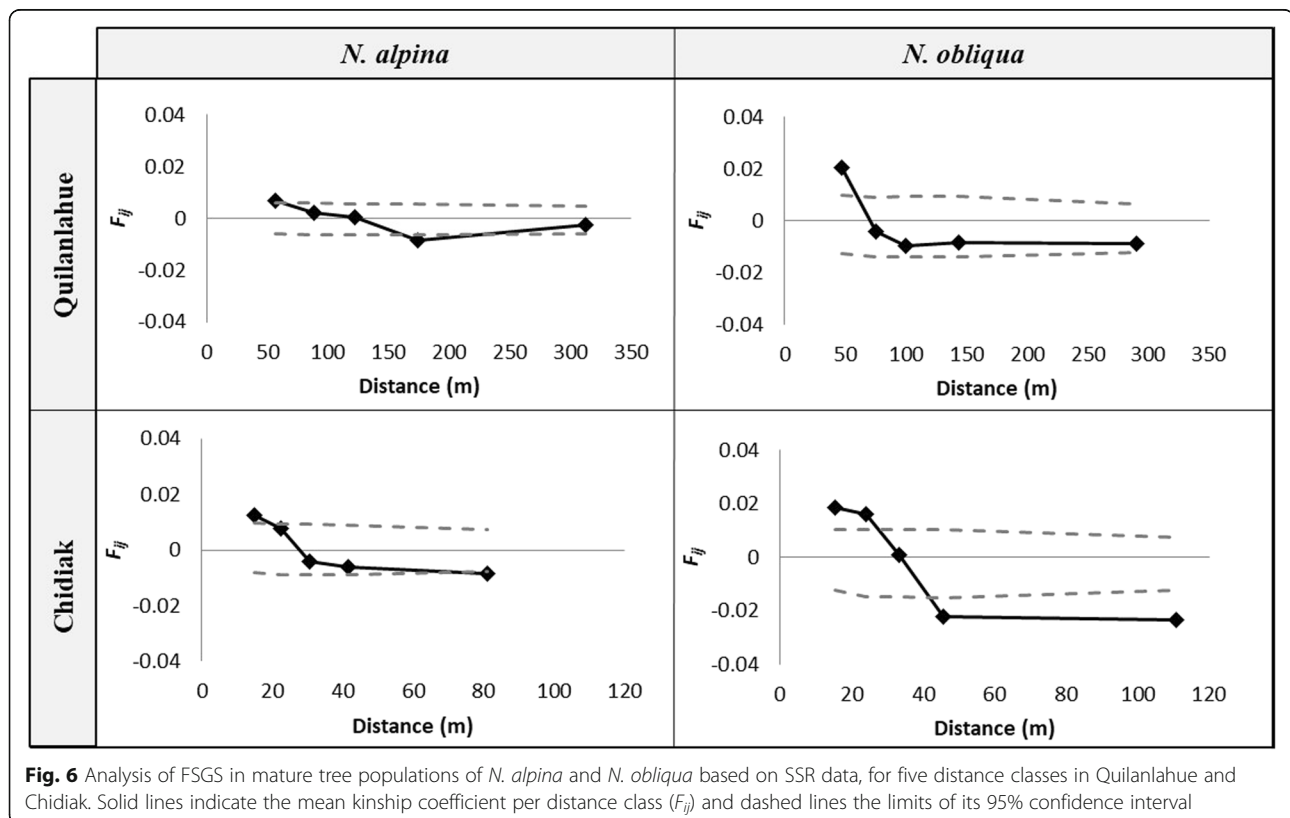 N. alpina
N. obliqua
Quilanlahue
0.04
0.02
0
-0.02
-0.04
Fij
0 50 100 150 200 250 300 350
Distance (m)
0.04
0.02
0
-0.02
-0.04
Fij
0 50 100 150 200 250 300 350
Distance (m)
Chidiak
0.04
0.02
0
-0.02
-0.04
Fij
0 20 40 60 80 100 120
Distance (m)
0.04
0.02
0
-0.02
-0.04
Fij
0 20 40 60 80 100 120
Distance (m)
Fig. 6 Analysis of FSGS in mature tree populations of N. alpina and N. obliqua based on SSR data, for five distance classes in Quilanlahue and
Chidiak. Solid lines indicate the mean kinship coefficient per distance class (Fij) and dashed lines the limits of its 95% confidence interval